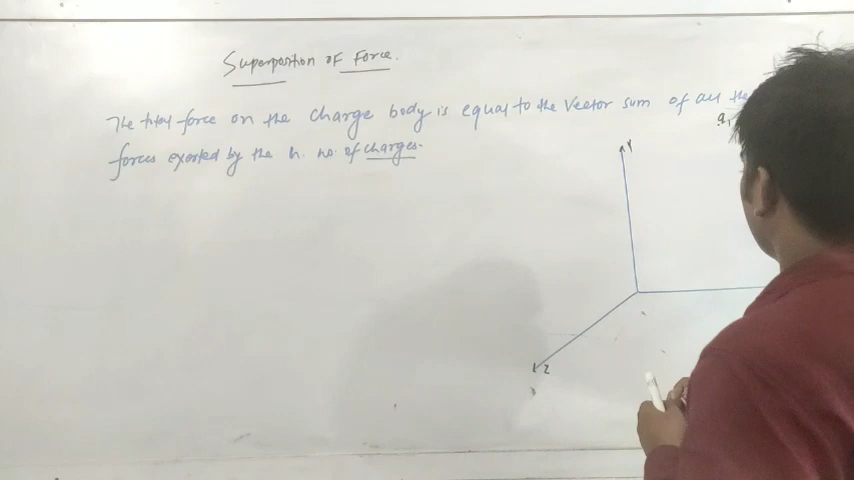 Superposition of Force.
The total force on the charge body is equal to the Vector sum of all the
forces exerted by the n. no. of charges.
q1
Y
Z